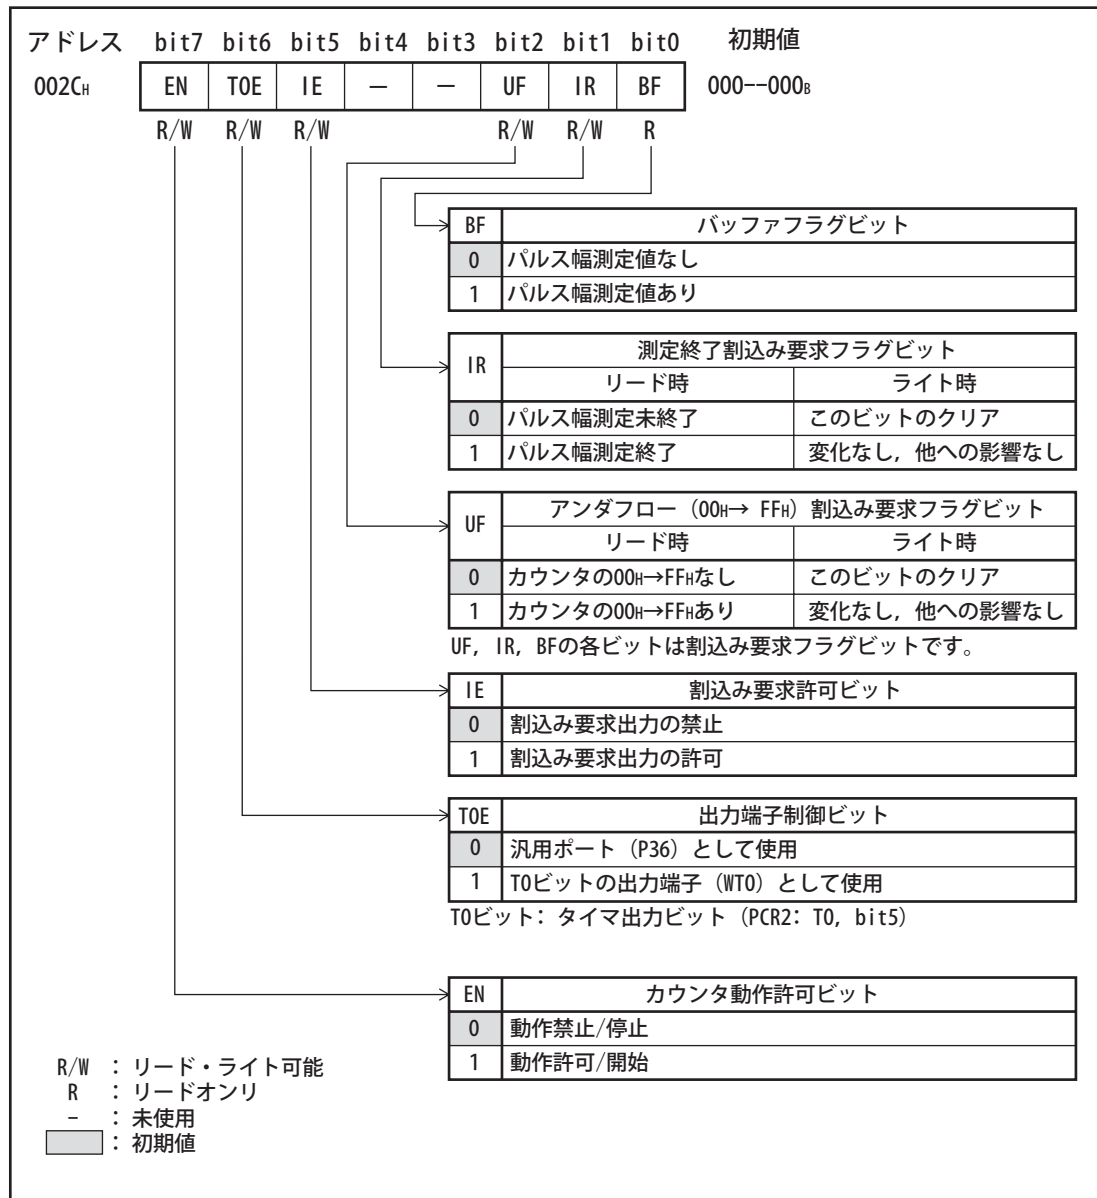 アドレス bit7 bit6 bit5 bit4 bit3 bit2 bit1 bit0 初期値
002CH EN TOE IE － － UF IR BF 000−−000B
R/W R/W R/W R/W R/W R
BF バッファフラグビット
0 パルス幅測定値なし
1 パルス幅測定値あり
IR 測定終了割込み要求フラグビット
リード時 ライト時
0 パルス幅測定未終了 このビットのクリア
1 パルス幅測定終了 変化なし，他への影響なし
UF アンダフロー（00H→ FFH）割込み要求フラグビット
リード時 ライト時
0 カウンタの00H→FFHなし このビットのクリア
1 カウンタの00H→FFHあり 変化なし，他への影響なし
UF，IR，BFの各ビットは割込み要求フラグビットです。
IE 割込み要求許可ビット
0 割込み要求出力の禁止
1 割込み要求出力の許可
TOE 出力端子制御ビット
0 汎用ポート（P36）として使用
1 TOビットの出力端子（WTO）として使用
TOビット：タイマ出力ビット（PCR2：TO，bit5）
EN カウンタ動作許可ビット
0 動作禁止/停止
1 動作許可/開始
R/W ：リード・ライト可能
R ：リードオンリ
− ：未使用
：初期値